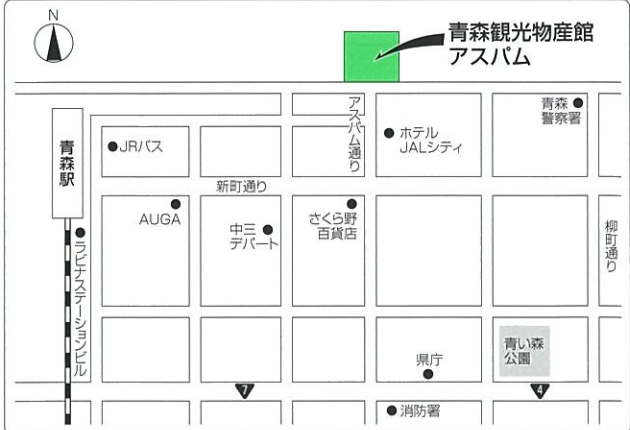 N
青森観光物産館
アスパム
青森
警察署
アスパム通り
ホテル
JALシティ
JRバス
青森駅
新町通り
AUGA
中三
デパート
さくら野
百貨店
柳町通り
ラビナステーションビル
青い森
公園
県庁
7
4
消防署